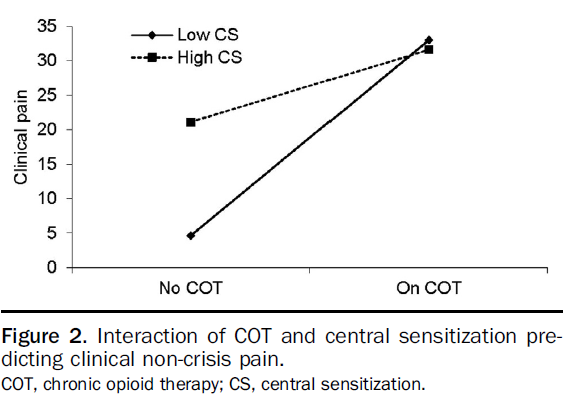 35
30
25
20
15
10
5
0
Clinical pain
Low CS
High CS
No COT On COT
Figure 2. Interaction of COT and central sensitization pre-
dicting clinical non-crisis pain.
COT, chronic opioid therapy; CS, central sensitization.